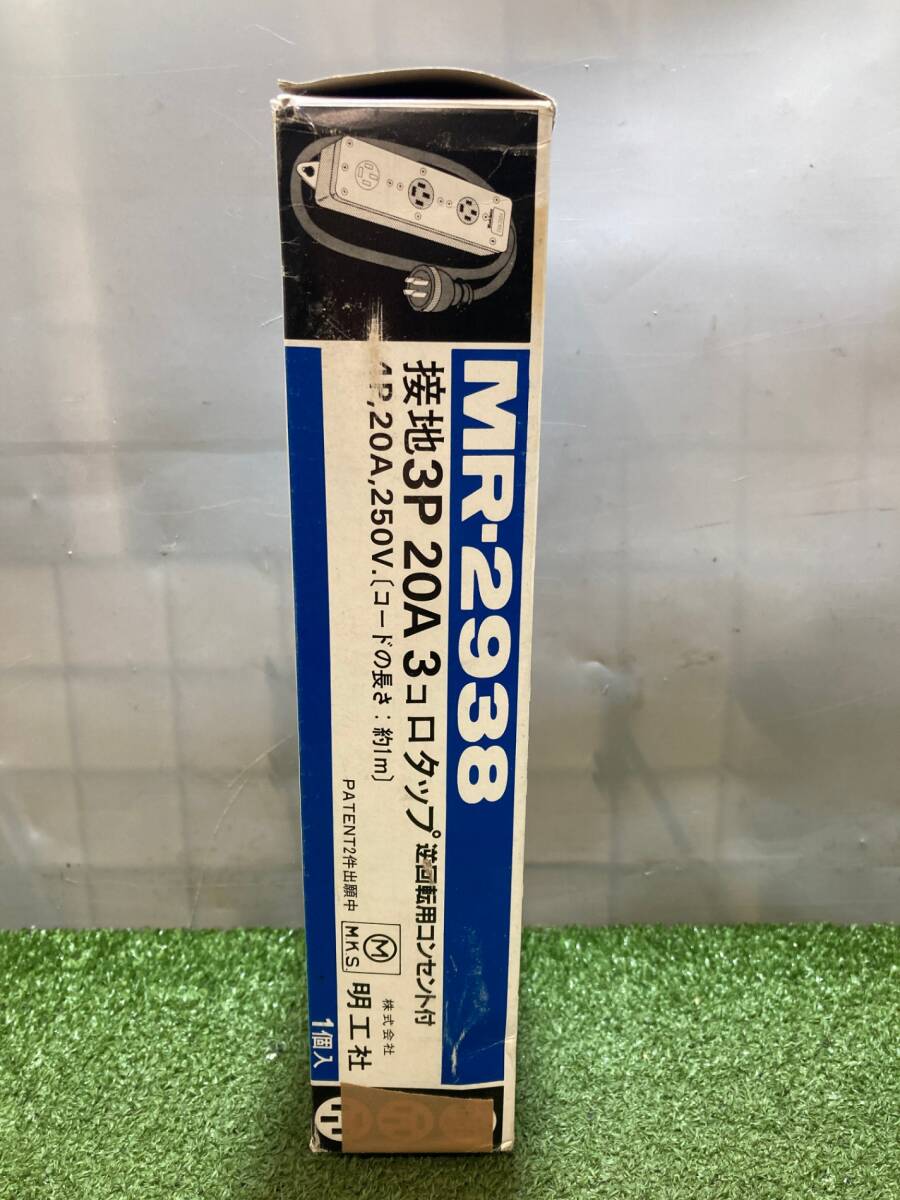 MR-2938
接地3P 20A 3コロタップ 逆回転用コンセント付
4P,20A,250V.〔コードの長さ:約1m〕
PATENT2件出願中
M
M.K.S.
株式会社
明工社
1個入